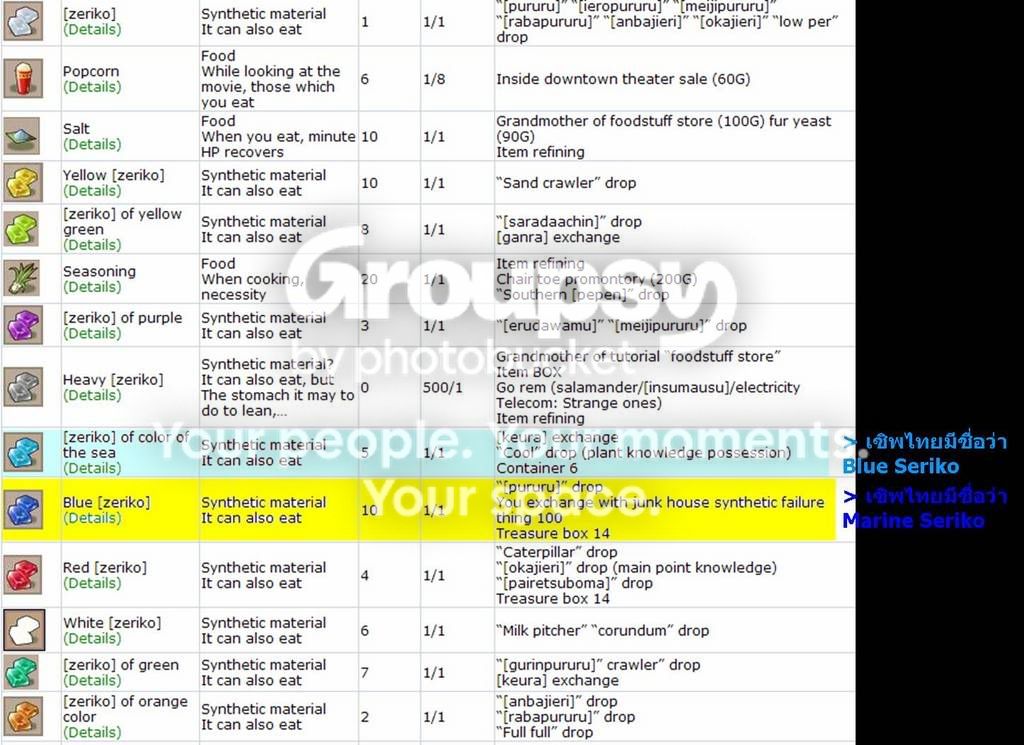 [zeriko]
(Details)
Synthetic material
It can also eat
1
1/1
"[pururu]" "[ieropururu]" "[meijipururu]"
"[rabapururu]" "[anbajieri]" "[okajieri]" "low per"
drop
Popcorn
(Details)
Food
While looking at the
movie, those which
you eat
6
1/8
Inside downtown theater sale (60G)
Salt
(Details)
Food
When you eat, minute
HP recovers
10
1/1
Grandmother of foodstuff store (100G) fur yeast
(90G)
Item refining
Yellow [zeriko]
(Details)
Synthetic material
It can also eat
10
1/1
"Sand crawler" drop
[zeriko] of yellow
green
(Details)
Synthetic material
It can also eat
3
1/1
"[saradaachin]" drop
[ganra] exchange
Seasoning
(Details)
Food
When cooking,
necessity
20
1/1
Item refining
Chair toe promontory (200G)
"Southern [pepen]" drop
[zeriko] of purple
(Details)
Synthetic material
It can also eat
3
1/1
"[erudawamu]" "[meijipururu]" drop
Heavy [zeriko]
(Details)
Synthetic material?
It can also eat, but
The stomach it may to
do to lean,...
0
500/1
Grandmother of tutorial "foodstuff store"
Item BOX
Go rem (salamander/[insumausu]/electricity
Telecom: Strange ones)
Item refining
[zeriko] of color of
the sea
(Details)
Synthetic material
It can also eat
5
1/1
[keura] exchange
"Cool" drop (plant knowledge possession)
Container 6
> เซิพไทยมีชื่อว่า
Blue Seriko
Blue [zeriko]
(Details)
Synthetic material
It can also eat
10
1/1
"[pururu]" drop
You exchange with junk house synthetic failure
thing 100
Treasure box 14
> เซิพไทยมีชื่อว่า
Marine Seriko
Red [zeriko]
(Details)
Synthetic material
It can also eat
4
1/1
"Caterpillar" drop
"[okajieri]" drop (main point knowledge)
"[pairetsuboma]" drop
Treasure box 14
White [zeriko]
(Details)
Synthetic material
It can also eat
6
1/1
"Milk pitcher" "corundum" drop
[zeriko] of green
(Details)
Synthetic material
It can also eat
7
1/1
"[gurinpururu]" crawler" drop
[keura] exchange
[zeriko] of orange
color
(Details)
Synthetic material
It can also eat
2
1/1
"[anbajieri]" drop
"[rabapururu]" drop
"Full full" drop
Groupsy
by photobucket
Your people. Your moments.
Your space.